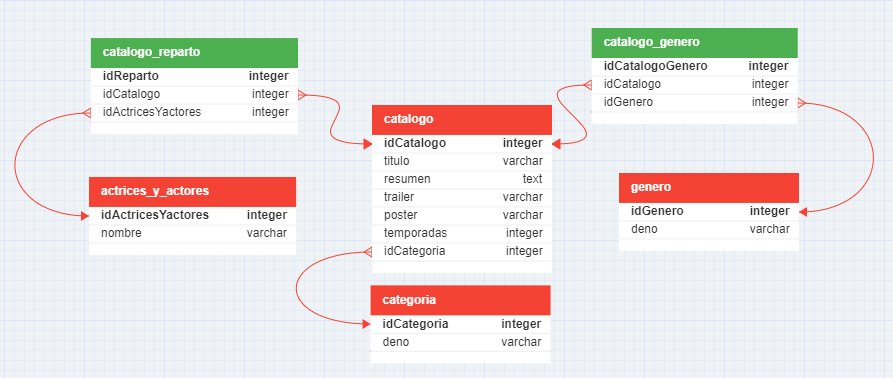 catalogo_reparto
idReparto integer
idCatalogo integer
idActricesYactores integer
catalogo_genero
idCatalogoGenero integer
idCatalogo integer
idGenero integer
catalogo
idCatalogo integer
titulo varchar
resumen text
trailer varchar
poster varchar
temporadas integer
idCategoria integer
actrices_y_actores
idActricesYactores integer
nombre varchar
genero
idGenero integer
deno varchar
categoria
idCategoria integer
deno varchar